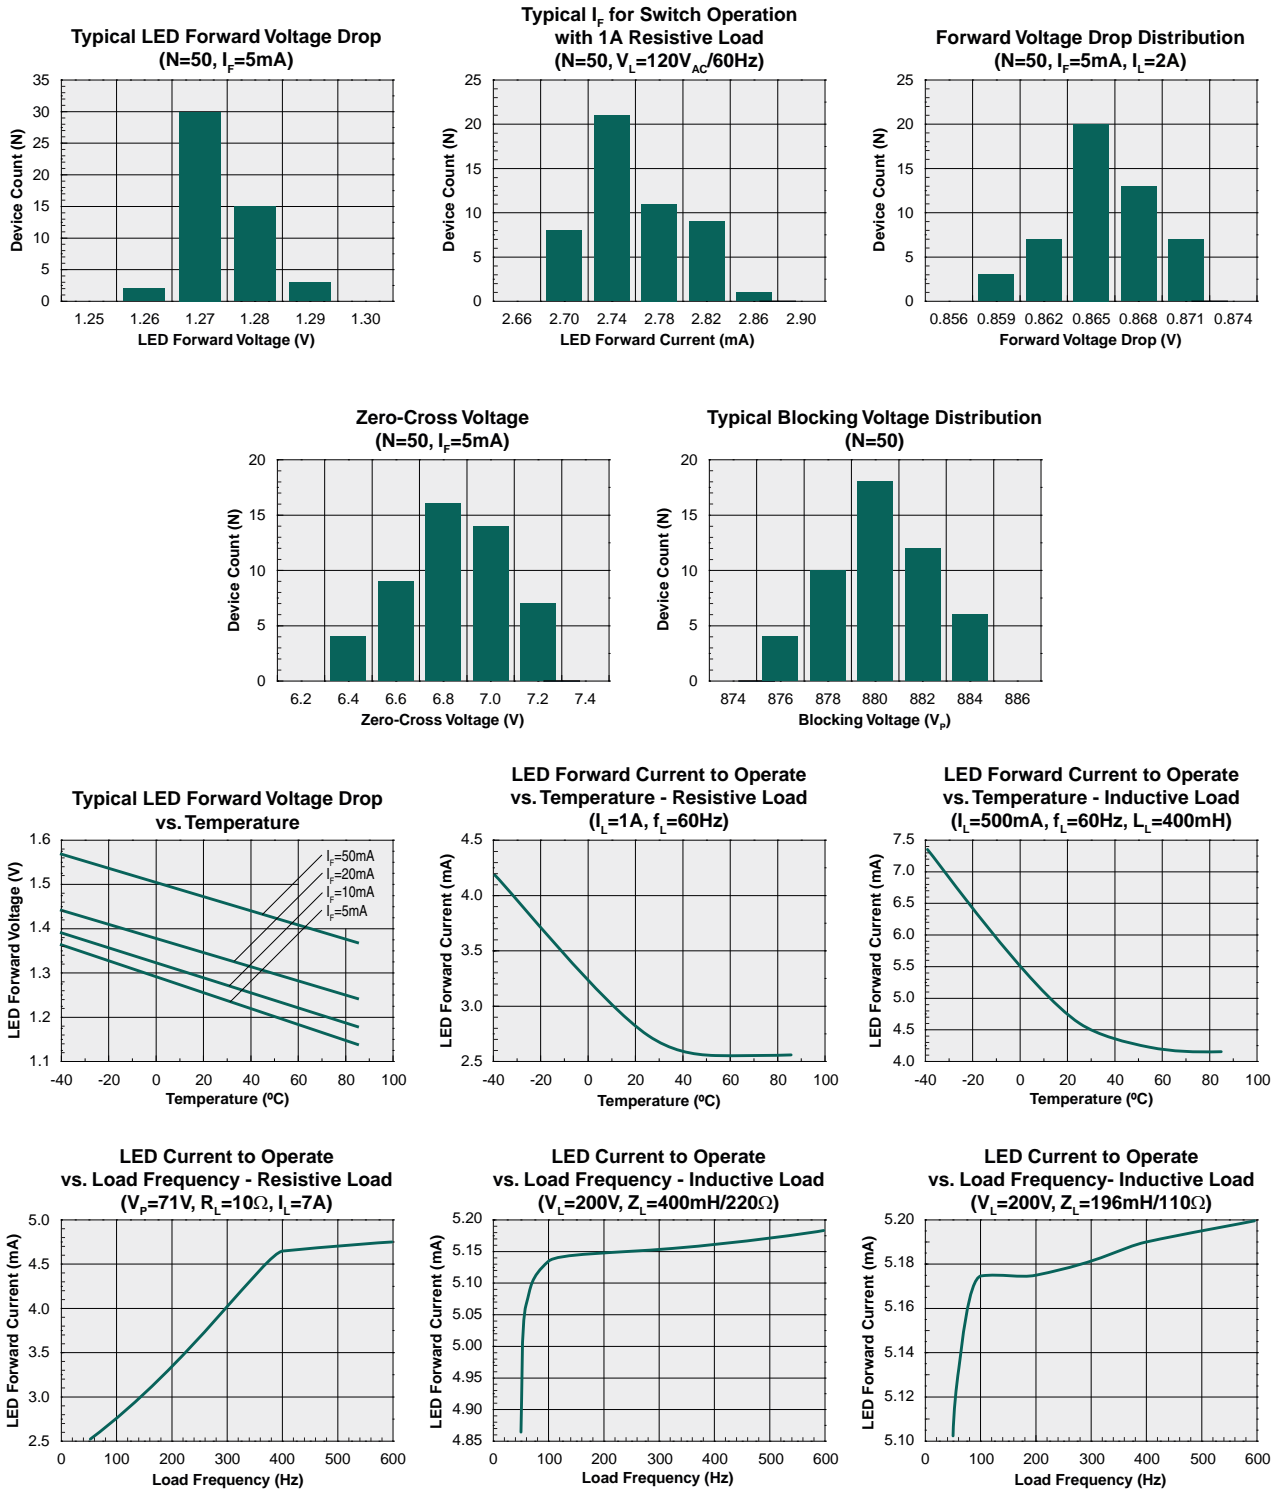 Typical LED Forward Voltage Drop
(N=50, IF=5mA)
35
30
25
20
15
10
5
0
Device Count (N)
1.25 1.26 1.27 1.28 1.29 1.30
LED Forward Voltage (V)
Typical IF for Switch Operation
with 1A Resistive Load
(N=50, VL=120VAC/60Hz)
25
20
15
10
5
0
Device Count (N)
2.66 2.70 2.74 2.78 2.82 2.86 2.90
LED Forward Current (mA)
Forward Voltage Drop Distribution
(N=50, IF=5mA, IL=2A)
25
20
15
10
5
0
Device Count (N)
0.856 0.859 0.862 0.865 0.868 0.871 0.874
Forward Voltage Drop (V)
Zero-Cross Voltage
(N=50, IF=5mA)
20
15
10
5
0
Device Count (N)
6.2 6.4 6.6 6.8 7.0 7.2 7.4
Zero-Cross Voltage (V)
Typical Blocking Voltage Distribution
(N=50)
20
15
10
5
0
Device Count (N)
874 876 878 880 882 884 886
Blocking Voltage (VP)
Typical LED Forward Voltage Drop
vs. Temperature
1.6
1.5
1.4
1.3
1.2
1.1
LED Forward Voltage (V)
IF=50mA
IF=20mA
IF=10mA
IF=5mA
-40 -20 0 20 40 60 80 100
Temperature (ºC)
LED Forward Current to Operate
vs. Temperature - Resistive Load
(IL=1A, fL=60Hz)
4.5
4.0
3.5
3.0
2.5
LED Forward Current (mA)
-40 -20 0 20 40 60 80 100
Temperature (ºC)
LED Forward Current to Operate
vs. Temperature - Inductive Load
(IL=500mA, fL=60Hz, LL=400mH)
7.5
7.0
6.5
6.0
5.5
5.0
4.5
4.0
LED Forward Current (mA)
-40 -20 0 20 40 60 80 100
Temperature (ºC)
LED Current to Operate
vs. Load Frequency - Resistive Load
(VP=71V, RL=10Ω, IL=7A)
5.0
4.5
4.0
3.5
3.0
2.5
LED Forward Current (mA)
0 100 200 300 400 500 600
Load Frequency (Hz)
LED Current to Operate
vs. Load Frequency - Inductive Load
(VL=200V, ZL=400mH/220Ω)
5.20
5.15
5.10
5.220
5.00
4.95
4.90
4.85
LED Forward Current (mA)
0 100 200 300 400 500 600
Load Frequency (Hz)
LED Current to Operate
vs. Load Frequency- Inductive Load
(VL=200V, ZL=196mH/110Ω)
5.20
5.18
5.16
5.14
5.12
5.10
LED Forward Current (mA)
0 100 200 300 400 500 600
Load Frequency (Hz)